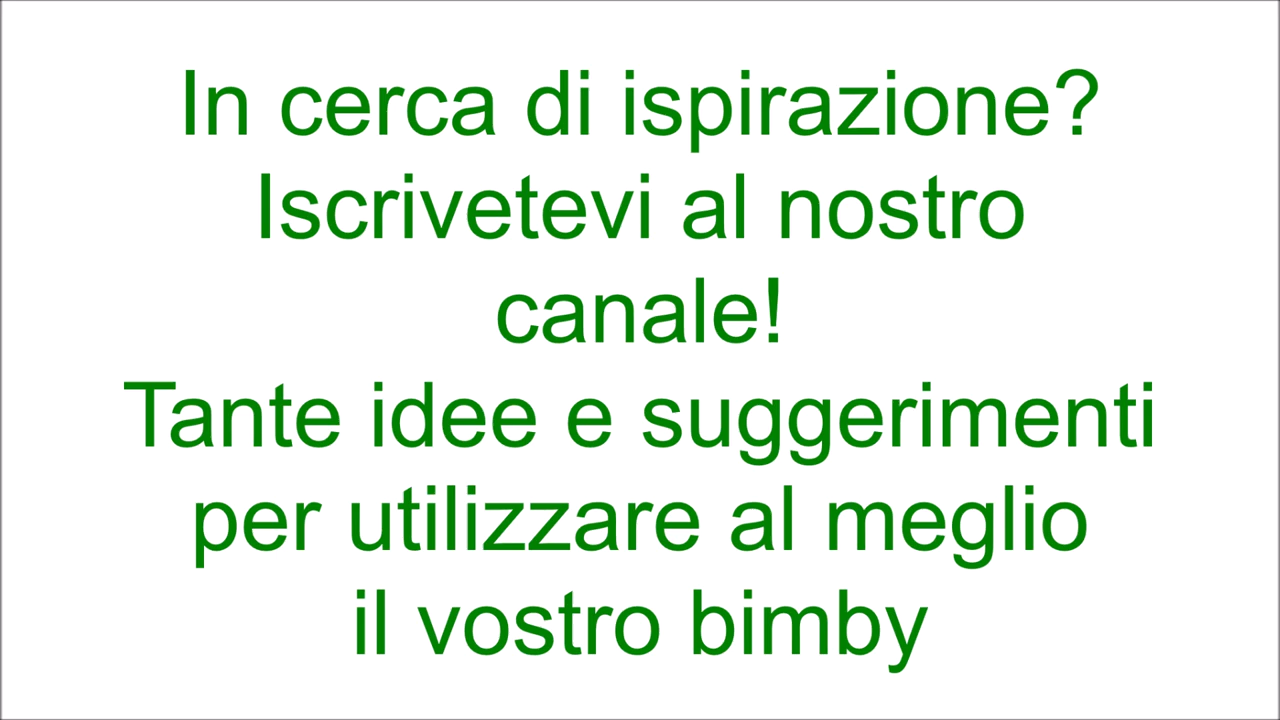 In cerca di ispirazione?
Iscrivetevi al nostro
canale!
Tante idee e suggerimenti
per utilizzare al meglio
il vostro bimby